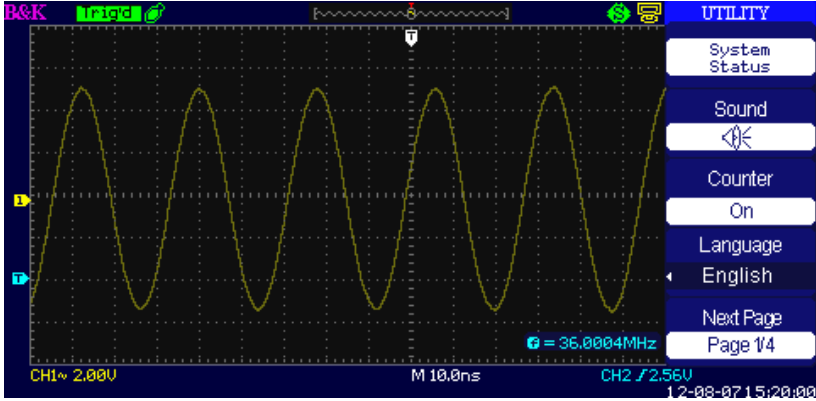 B&K Trig'd S UTILITY
T
System
Status
Sound
Counter
1
On
Language
T
English
Next Page
f = 36.0004MHz
Page 1/4
CH1~ 2.00V M 10.0ns CH2 / 2.56V
12-08-07 15:20:00